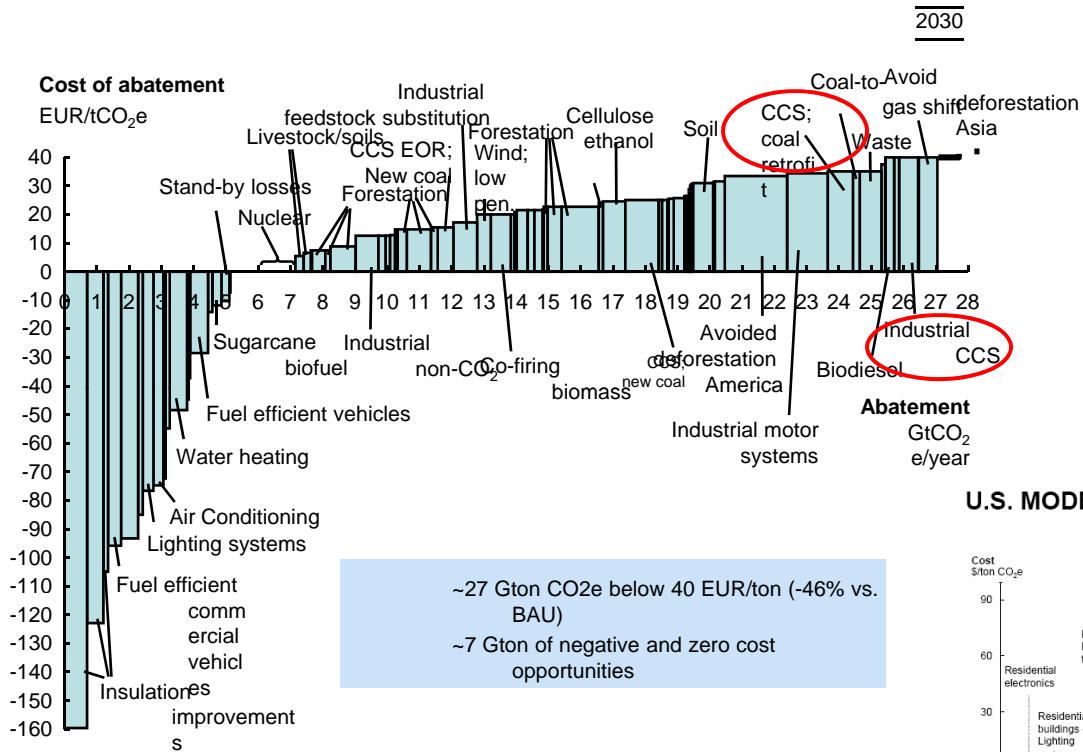 2030
Cost of abatement
EUR/tCO2e
Industrial
feedstock substitution
Livestock/soils
CCS EOR;
New coal
Forestation
Wind;
low
pen.
Cellulose
ethanol
Soil
CCS;
coal
retrofi
t
Coal-to-
gas shift
Waste
Avoid
deforestation
Asia
Stand-by losses
Nuclear
Forestation
40
30
20
10
0
-10
-20
-30
-40
-50
-60
-70
-80
-90
-100
-110
-120
-130
-140
-150
-160
0 1 2 3 4 5 6 7 8 9 10 11 12 13 14 15 16 17 18 19 20 21 22 23 24 25 26 27 28
Sugarcane
biofuel
Industrial
non-CO2
Co-firing
biomass
CCS;
new coal
Avoided
deforestation
America
Industrial motor
systems
Biodiesel
Industrial
CCS
Abatement
GtCO2
e/year
Fuel efficient vehicles
Water heating
Air Conditioning
Lighting systems
Fuel efficient
comm
ercial
vehicl
es
Insulation
improvement
s
~27 Gton CO2e below 40 EUR/ton (-46% vs.
BAU)
~7 Gton of negative and zero cost
opportunities
U.S. MODE
Cost
$/ton CO2e
90
60
30
Residential
electronics
Residentia
buildings
Lighting